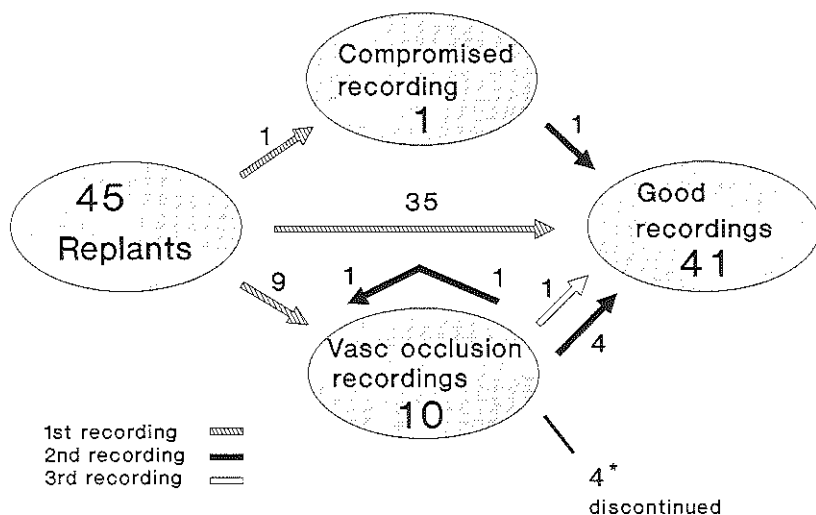 Compromised
recording
1
1
1
45
Replants
35
Good
recordings
41
9
1
1
1
4
Vasc occlusion
recordings
10
1st recording
2nd recording
3rd recording
4*
discontinued